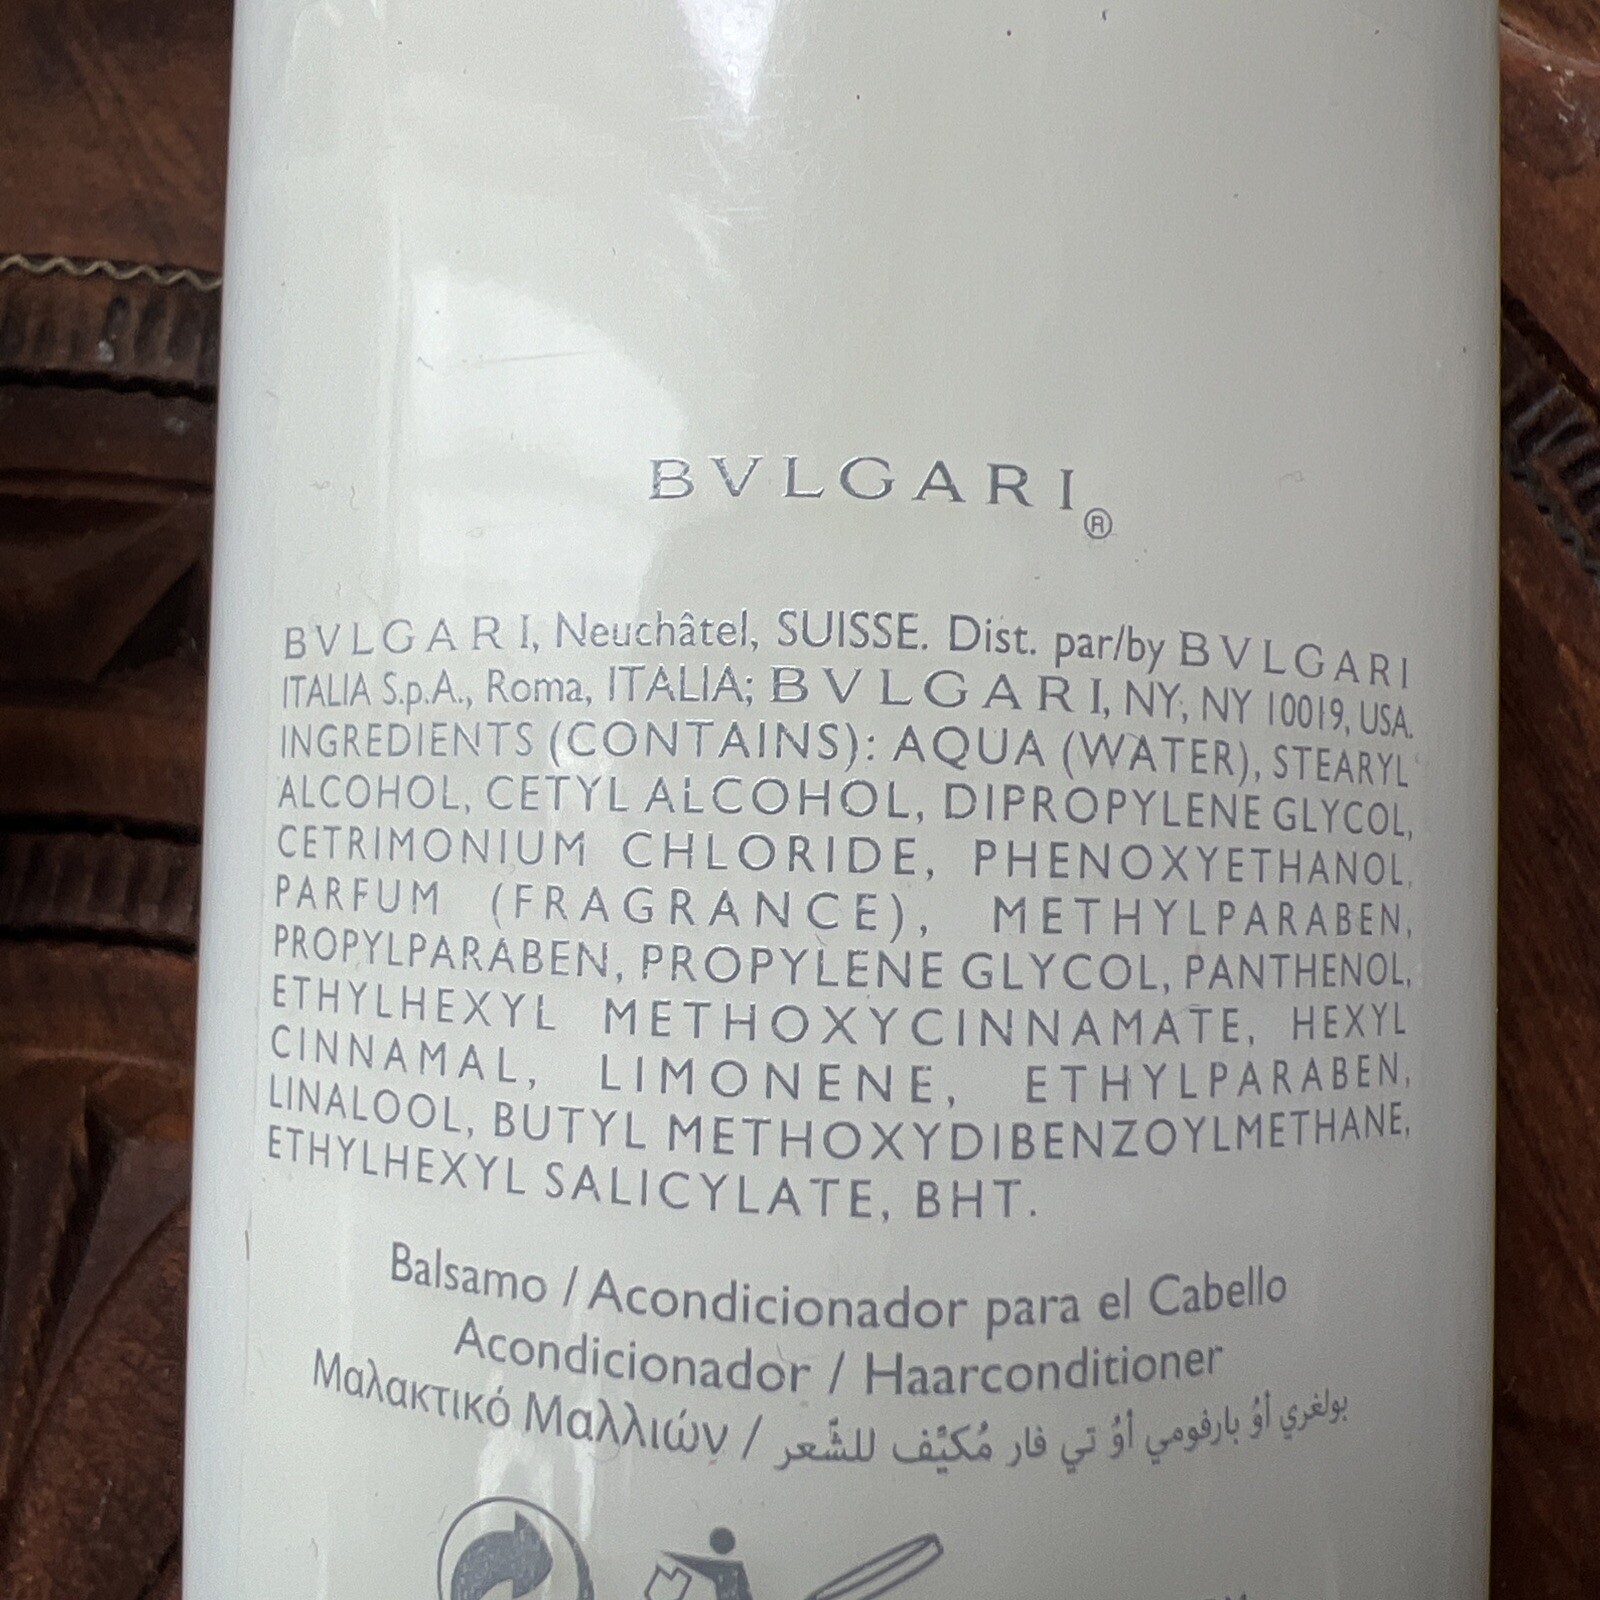 BVLGARI®
BVLGARI, Neuchâtel, SUISSE. Dist. par/by BVLGARI
ITALIA S.p.A., Roma, ITALIA; BVLGARI, NY, NY 10019, USA.
INGREDIENTS (CONTAINS): AQUA (WATER), STEARYL
ALCOHOL, CETYL ALCOHOL, DIPROPYLENE GLYCOL,
CETRIMONIUM CHLORIDE, PHENOXYETHANOL,
PARFUM (FRAGRANCE), METHYLPARABEN,
PROPYLPARABEN, PROPYLENE GLYCOL, PANTHENOL,
ETHYLHEXYL METHOXYCINNAMATE, HEXYL
CINNAMAL, LIMONENE, ETHYLPARABEN,
LINALOOL, BUTYL METHOXYDIBENZOYLMETHANE,
ETHYLHEXYL SALICYLATE, BHT.
Balsamo / Acondicionador para el Cabello
Acondicionador / Haarconditioner
Μαλακτικό Μαλλιών / بولغري أوُ بارفومي أوُ تي فار مُكيِّف للشَّعر